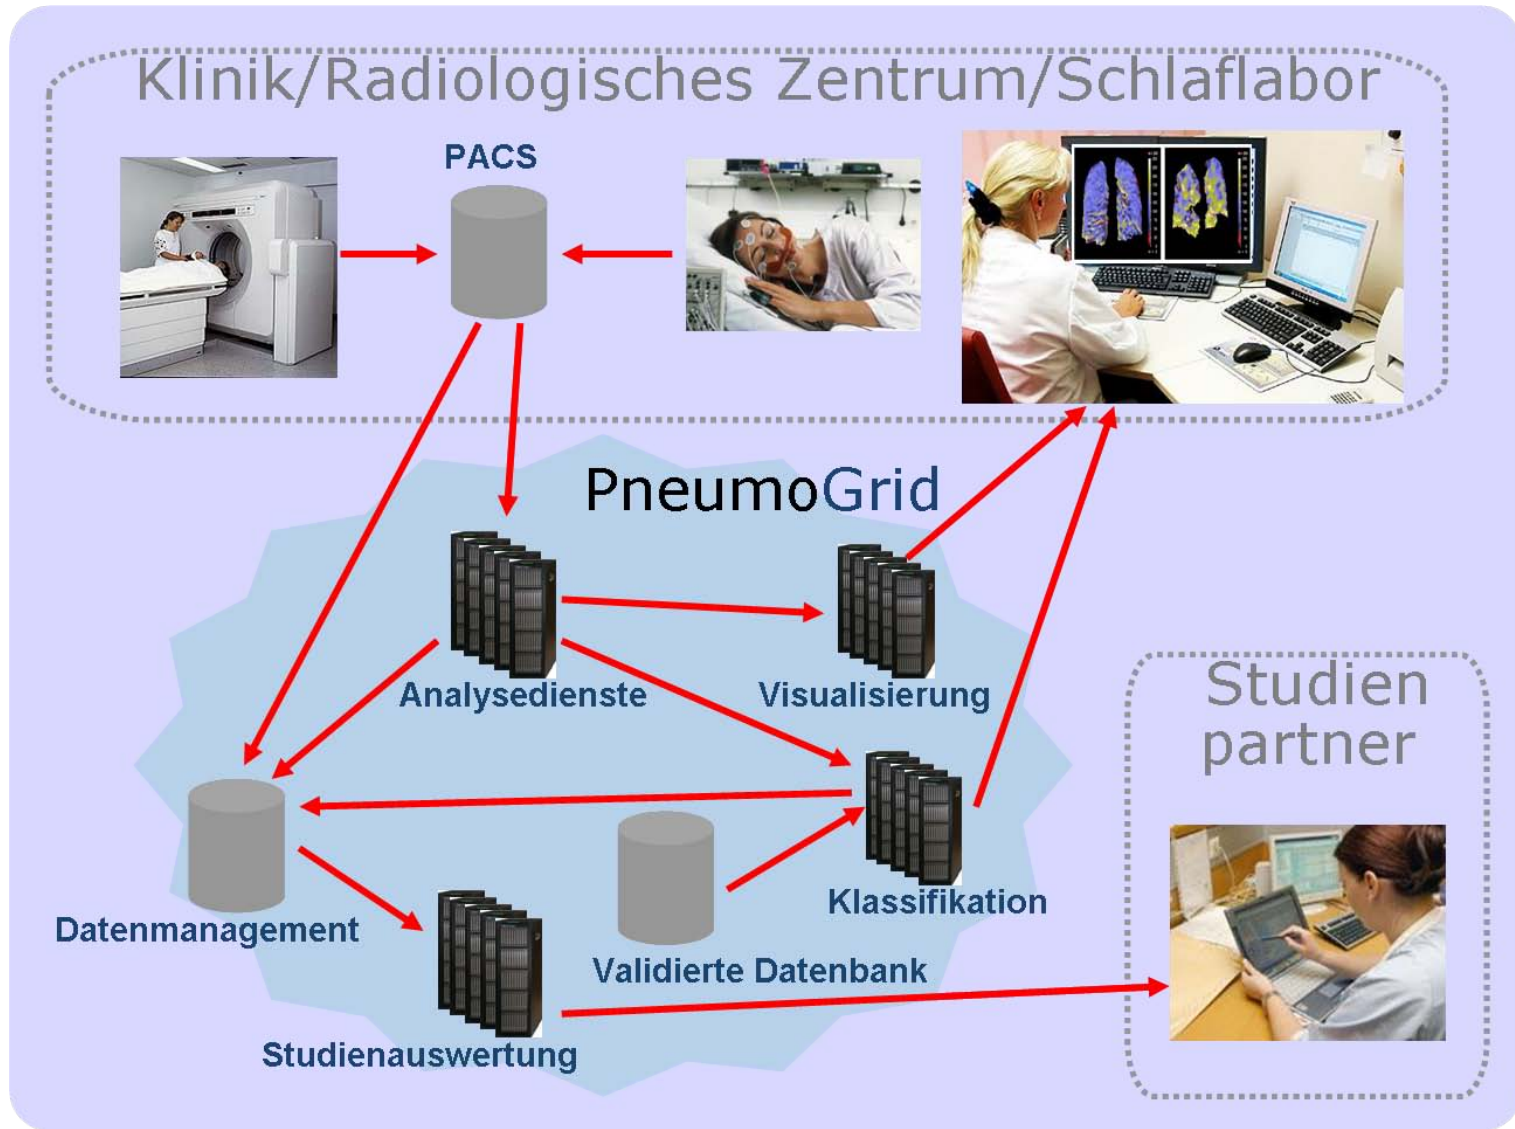 Klinik/Radiologisches Zentrum/Schlaflabor
PACS
PneumoGrid
Analysedienste
Visualisierung
Studien
partner
Klassifikation
Datenmanagement
Validierte Datenbank
Studienauswertung